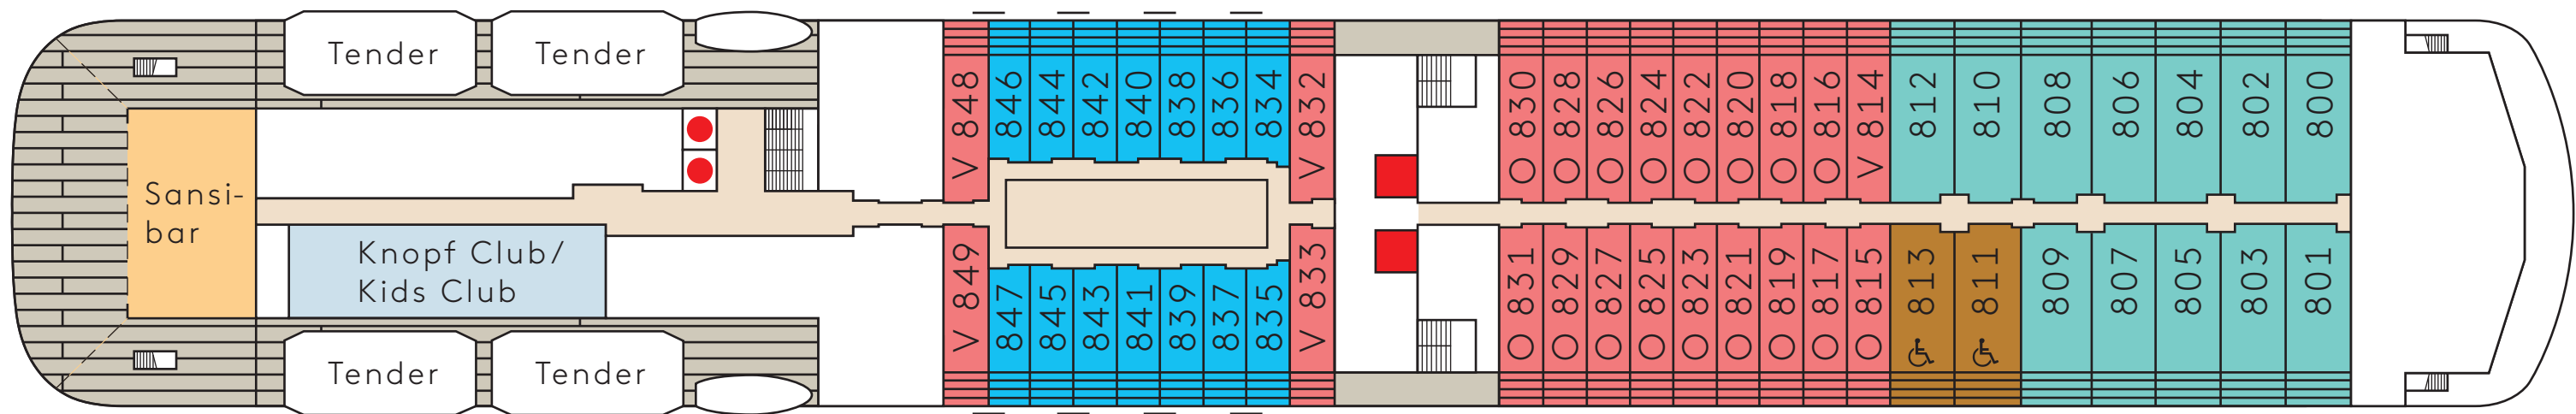 Tender
Tender
V 848
846
844
842
840
838
836
834
V 832
O 830
O 828
O 826
O 824
O 822
O 820
O 818
O 816
V 814
812
810
808
806
804
802
800
Sansi-
bar
Knopf Club/
Kids Club
V 849
847
845
843
841
839
837
835
V 833
O 831
O 829
O 827
O 825
O 823
O 821
O 819
O 817
O 815
813
811
809
807
805
803
801
Tender
Tender